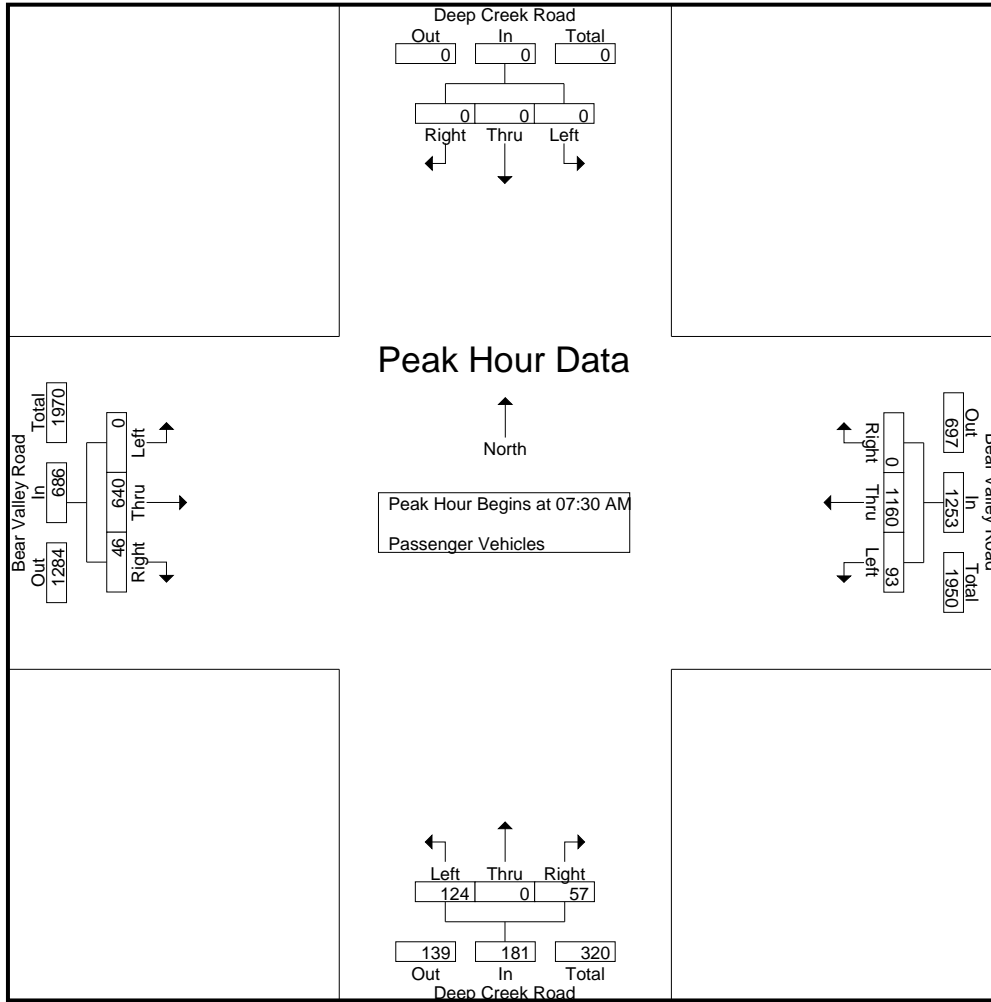 Deep Creek Road
Out In Total
0 0 0
0 0 0
Right Thru Left
Peak Hour Data
North
Peak Hour Begins at 07:30 AM
Passenger Vehicles
Bear Valley Road
Total In Out
1970 686 1284
0 640 46
Left Thru Right
Bear Valley Road
Out In Total
697 1253 1950
0 1160 93
Right Thru Left
Left Thru Right
124 0 57
139 181 320
Out In Total
Deep Creek Road